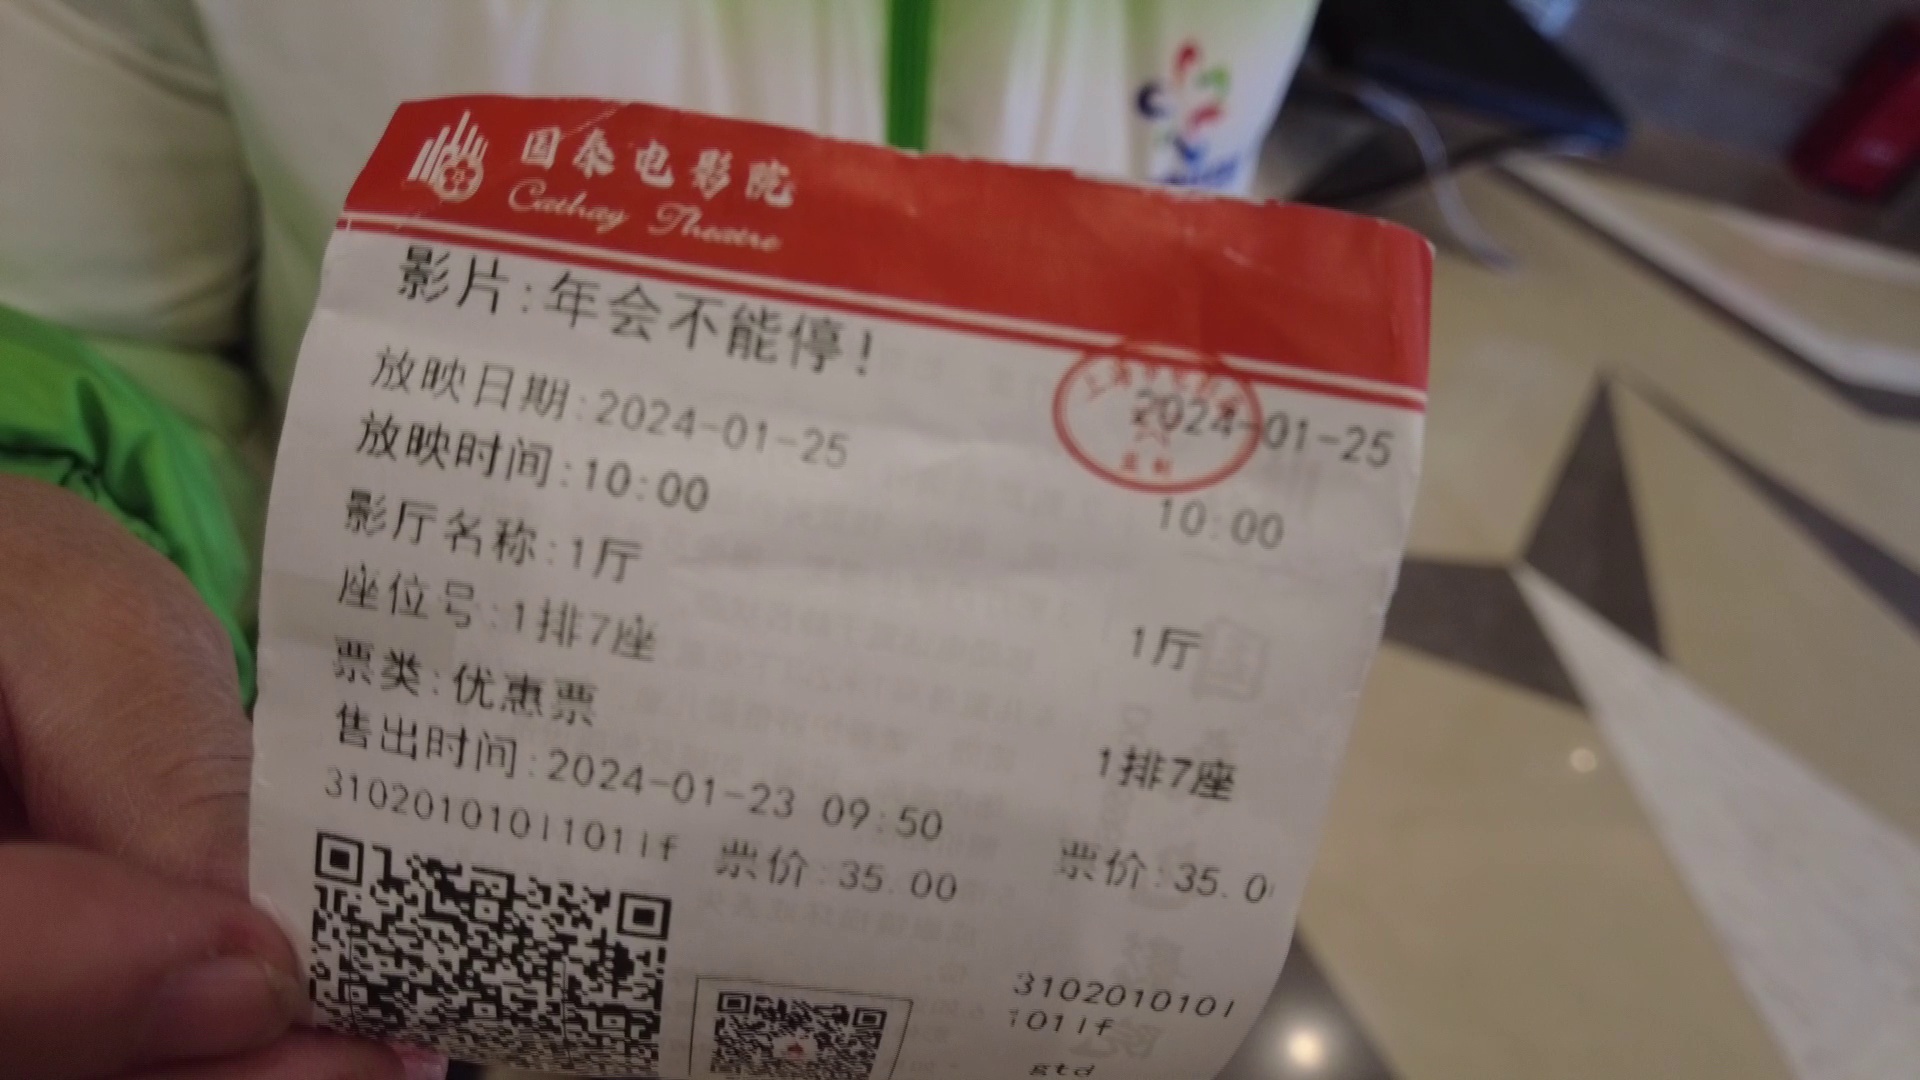 国泰电影院
Cathay Theatre
影片:年会不能停!
放映日期:2024-01-25
2024-01-25
放映时间:10:00
10:00
影厅名称:1厅
1厅
座位号:1排7座
1排7座
票类:优惠票
售出时间:2024-01-23 09:50
31020101011011f
票价:35.00
票价:35.0
3102010101
1011f
gtd